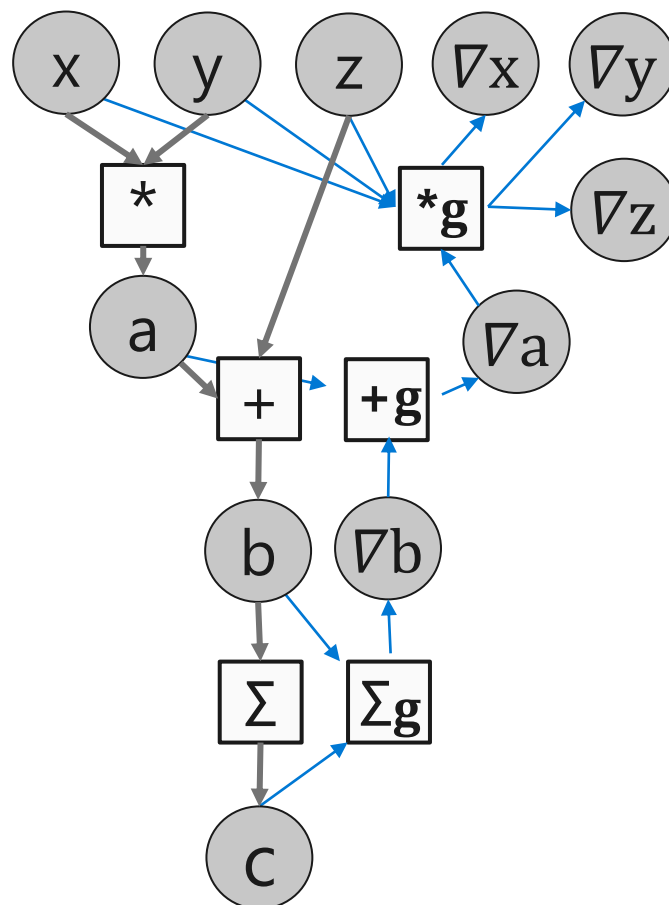 x y z ∇x ∇y
* *g ∇z
a ∇a
+ +g
b ∇b
Σ Σg
c